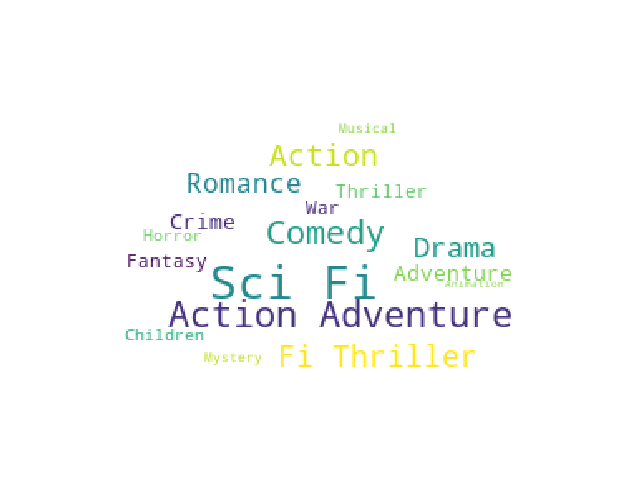 Musical
Action
Romance
Thriller
War
Crime
Comedy
Horror
Drama
Fantasy
Adventure
Sci Fi
Animation
Action Adventure
Children
Fi Thriller
Mystery